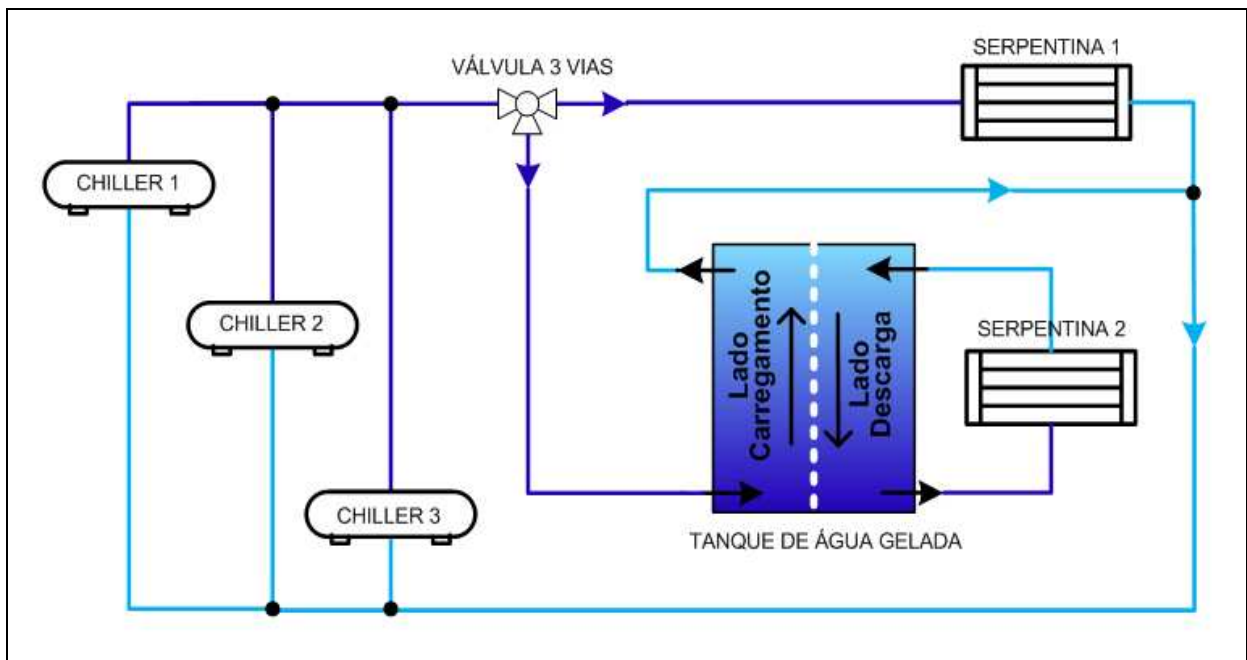 SERPENTINA 1
VÁLVULA 3 VIAS
CHILLER 1
Lado
Carregamento
Lado
Descarga
CHILLER 2
SERPENTINA 2
CHILLER 3
TANQUE DE ÁGUA GELADA